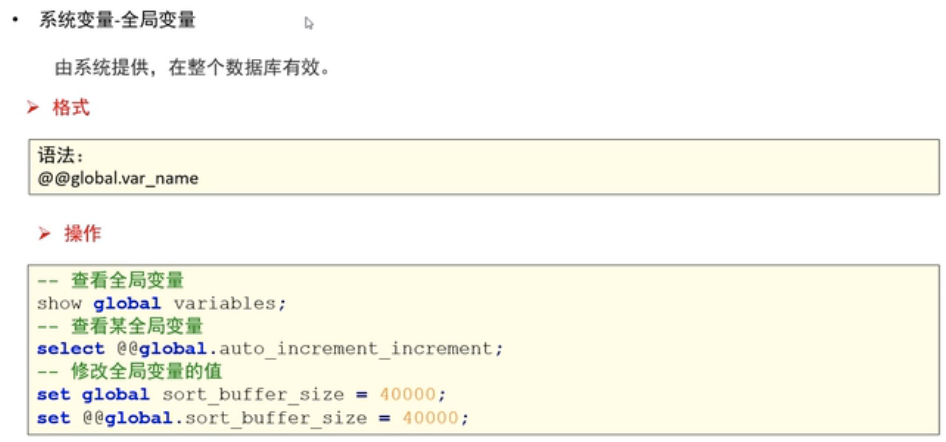 • 系统变量-全局变量
由系统提供，在整个数据库有效。
➢ 格式
语法：
@@global.var_name
➢ 操作
-- 查看全局变量
show global variables;
-- 查看某全局变量
select @@global.auto_increment_increment;
-- 修改全局变量的值
set global sort_buffer_size = 40000;
set @@global.sort_buffer_size = 40000;